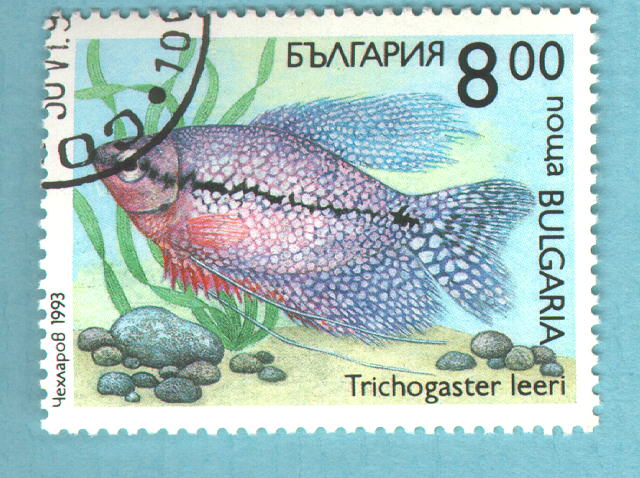 БЪЛГАРИЯ
8 00
поща BULGARIA
Trichogaster leeri
Чехларов 1993